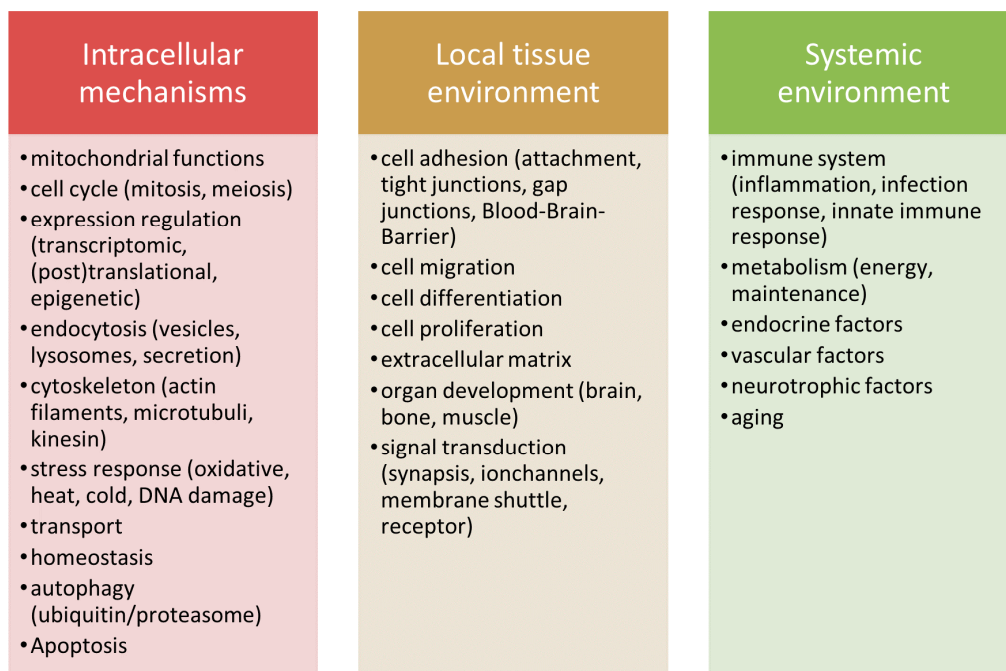 Intracellular
mechanisms
•mitochondrial functions
•cell cycle (mitosis, meiosis)
•expression regulation
(transcriptomic,
(post)translational,
epigenetic)
•endocytosis (vesicles,
lysosomes, secretion)
•cytoskeleton (actin
filaments, microtubuli,
kinesin)
•stress response (oxidative,
heat, cold, DNA damage)
•transport
•homeostasis
•autophagy
(ubiquitin/proteasome)
•Apoptosis
Local tissue
environment
•cell adhesion (attachment,
tight junctions, gap
junctions, Blood-Brain-
Barrier)
•cell migration
•cell differentiation
•cell proliferation
•extracellular matrix
•organ development (brain,
bone, muscle)
•signal transduction
(synapsis, ionchannels,
membrane shuttle,
receptor)
Systemic
environment
•immune system
(inflammation, infection
response, innate immune
response)
•metabolism (energy,
maintenance)
•endocrine factors
•vascular factors
•neurotrophic factors
•aging